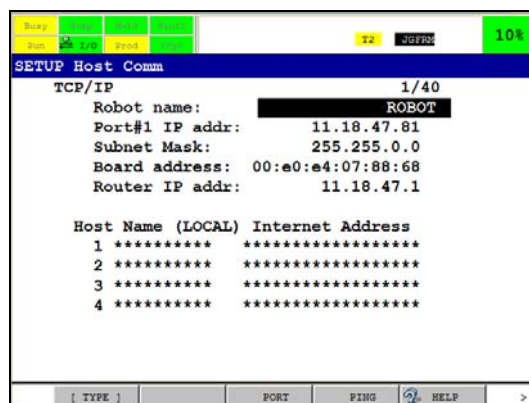 Busy Step Hold Fault
Run I/O Prod TCyc
T2 JGFRM 10%
SETUP Host Comm
TCP/IP 1/40
Robot name: ROBOT
Port#1 IP addr: 11.18.47.81
Subnet Mask: 255.255.0.0
Board address: 00:e0:e4:07:88:68
Router IP addr: 11.18.47.1
Host Name (LOCAL) Internet Address
1 ********** ******************
2 ********** ******************
3 ********** ******************
4 ********** ******************
[ TYPE ] PORT PING HELP >